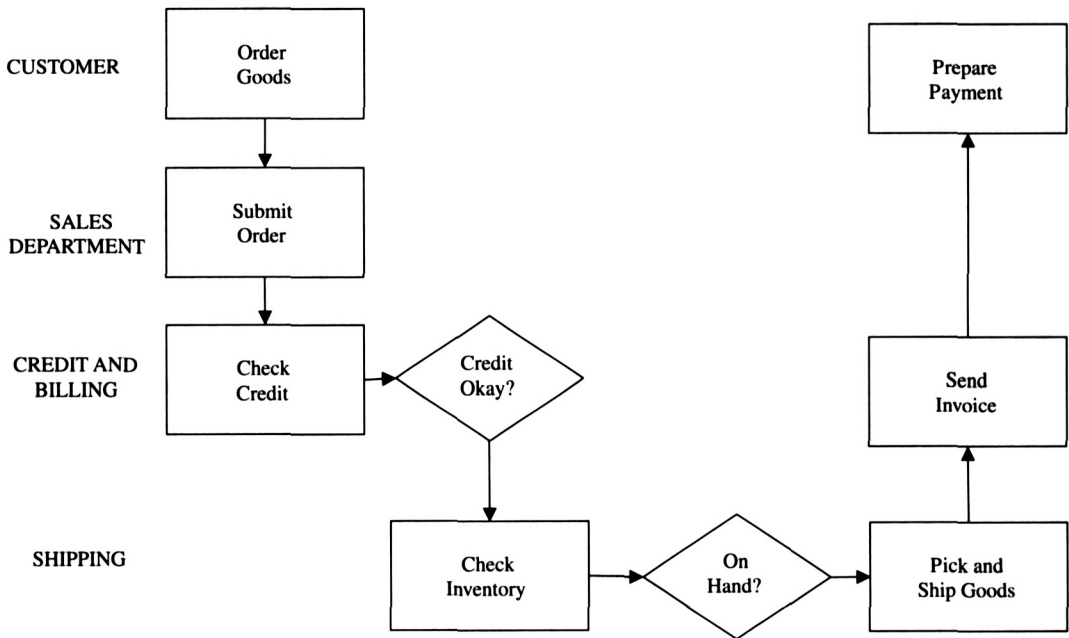 CUSTOMER
Order
Goods
Prepare
Payment
SALES
DEPARTMENT
Submit
Order
CREDIT AND
BILLING
Check
Credit
Credit
Okay?
Send
Invoice
SHIPPING
Check
Inventory
On
Hand?
Pick and
Ship Goods